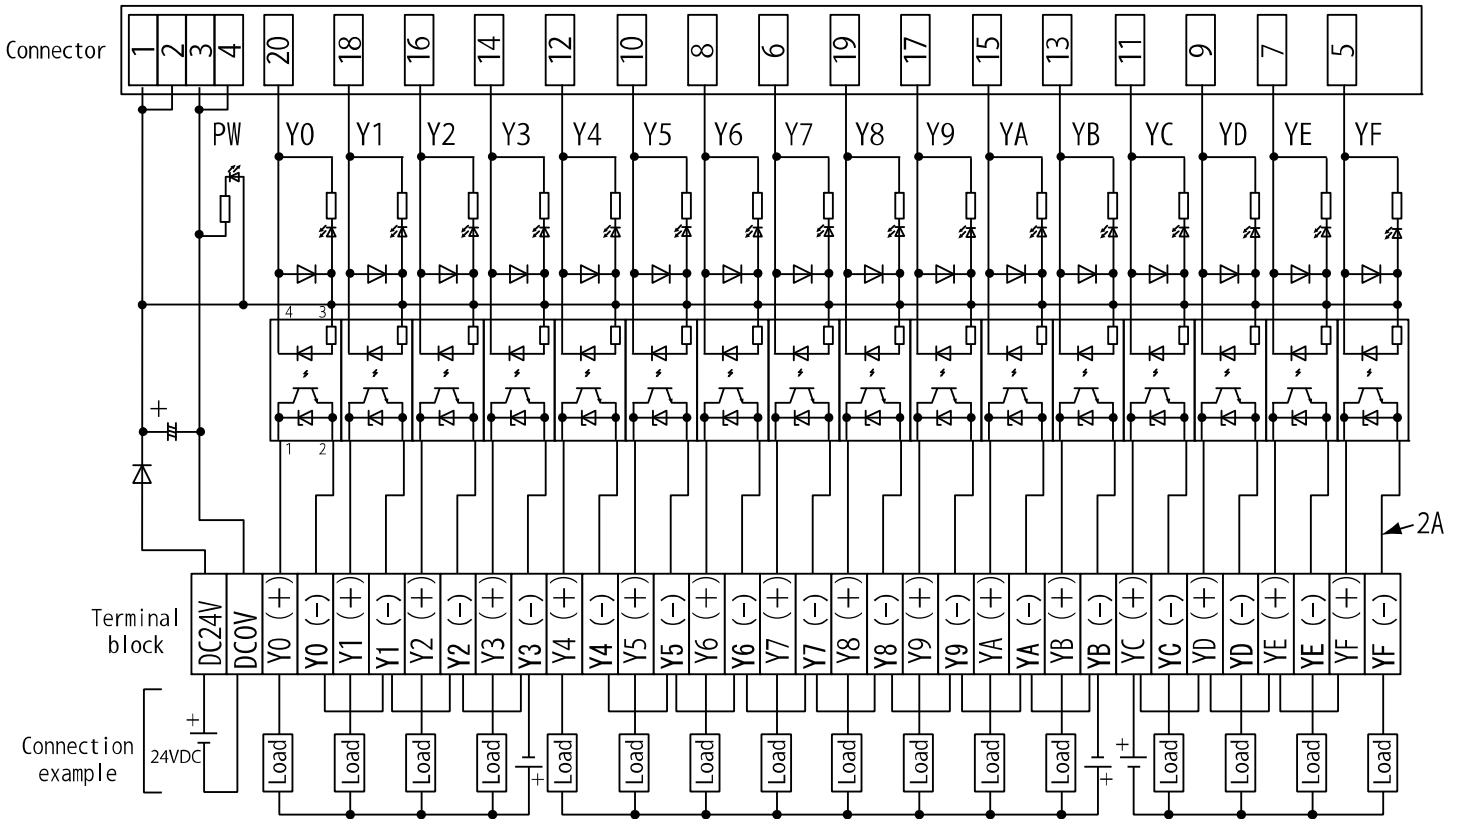 Connector
1 2 3 4 20 18 16 14 12 10 8 6 19 17 15 13 11 9 7 5
PW Y0 Y1 Y2 Y3 Y4 Y5 Y6 Y7 Y8 Y9 YA YB YC YD YE YF
4 3
+
1 2
2A
Terminal
block
DC24V DC0V Y0 (+) Y0 (-) Y1 (+) Y1 (-) Y2 (+) Y2 (-) Y3 (+) Y3 (-) Y4 (+) Y4 (-) Y5 (+) Y5 (-) Y6 (+) Y6 (-) Y7 (+) Y7 (-) Y8 (+) Y8 (-) Y9 (+) Y9 (-) YA (+) YA (-) YB (+) YB (-) YC (+) YC (-) YD (+) YD (-) YE (+) YE (-) YF (+) YF (-)
Connection
example
+
24VDC
Load Load Load Load + Load Load Load Load Load Load Load Load + + Load Load Load Load